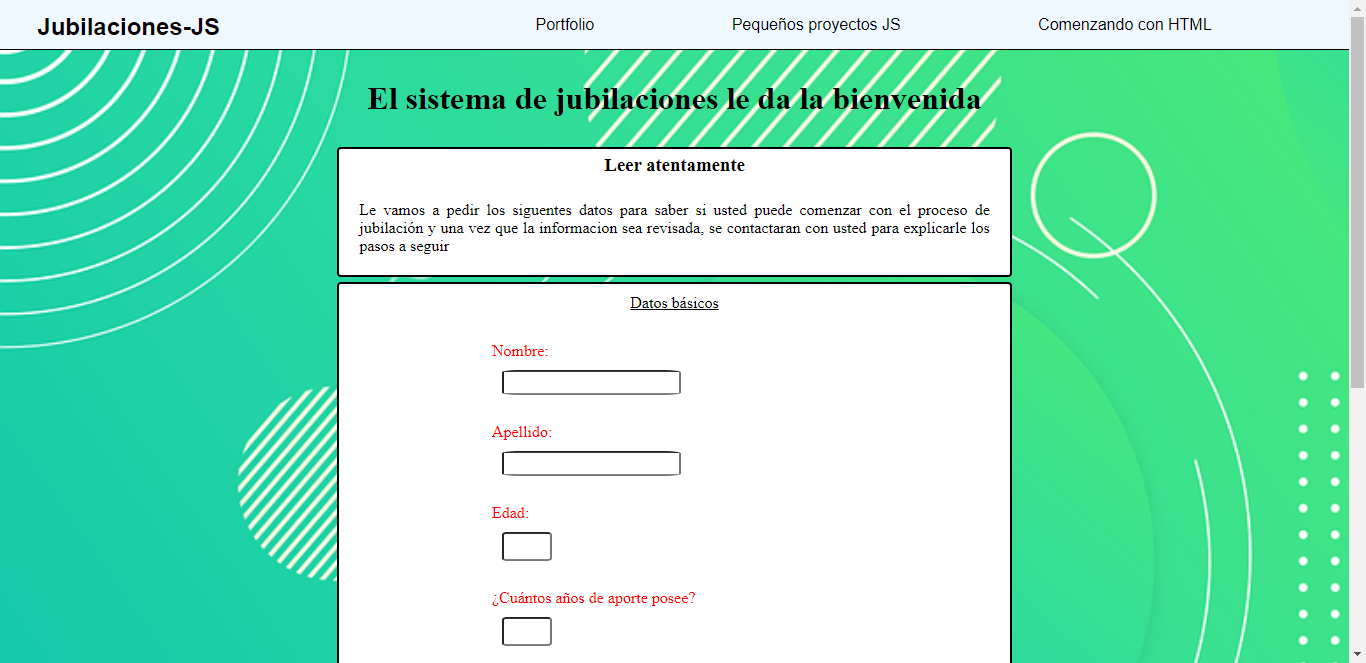 Jubilaciones-JS
Portfolio
Pequeños proyectos JS
Comenzando con HTML
El sistema de jubilaciones le da la bienvenida
Leer atentamente
Le vamos a pedir los siguentes datos para saber si usted puede comenzar con el proceso de
jubilación y una vez que la informacion sea revisada, se contactaran con usted para explicarle los
pasos a seguir
Datos básicos
Nombre:
Apellido:
Edad:
¿Cuántos años de aporte posee?